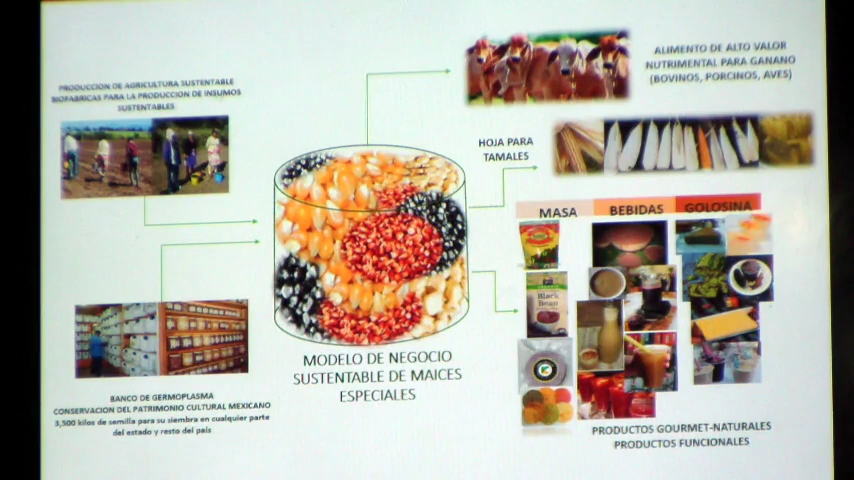 PRODUCCION DE AGRICULTURA SUSTENTABLE
BIOFABRICAS PARA LA PRODUCCION DE INSUMOS
SUSTENTABLES
BANCO DE GERMOPLASMA
CONSERVACION DEL PATRIMONIO CULTURAL MEXICANO
3,500 kilos de semilla para su siembra en cualquier parte
del estado y resto del país
MODELO DE NEGOCIO
SUSTENTABLE DE MAICES
ESPECIALES
ALIMENTO DE ALTO VALOR
NUTRIMENTAL PARA GANANO
(BOVINOS, PORCINOS, AVES)
HOJA PARA
TAMALES
MASA
BEBIDAS
GOLOSINA
Black
Bean
PRODUCTOS GOURMET-NATURALES
PRODUCTOS FUNCIONALES